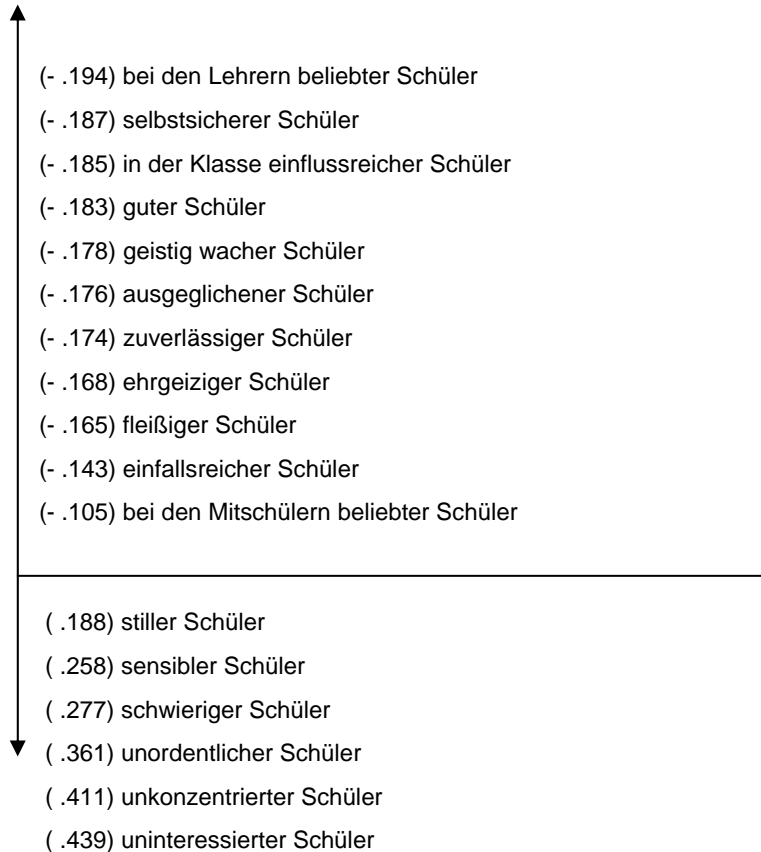 (- .194) bei den Lehrern beliebter Schüler
(- .187) selbstsicherer Schüler
(- .185) in der Klasse einflussreicher Schüler
(- .183) guter Schüler
(- .178) geistig wacher Schüler
(- .176) ausgeglichener Schüler
(- .174) zuverlässiger Schüler
(- .168) ehrgeiziger Schüler
(- .165) fleißiger Schüler
(- .143) einfallsreicher Schüler
(- .105) bei den Mitschülern beliebter Schüler
( .188) stiller Schüler
( .258) sensibler Schüler
( .277) schwieriger Schüler
( .361) unordentlicher Schüler
( .411) unkonzentrierter Schüler
( .439) uninteressierter Schüler